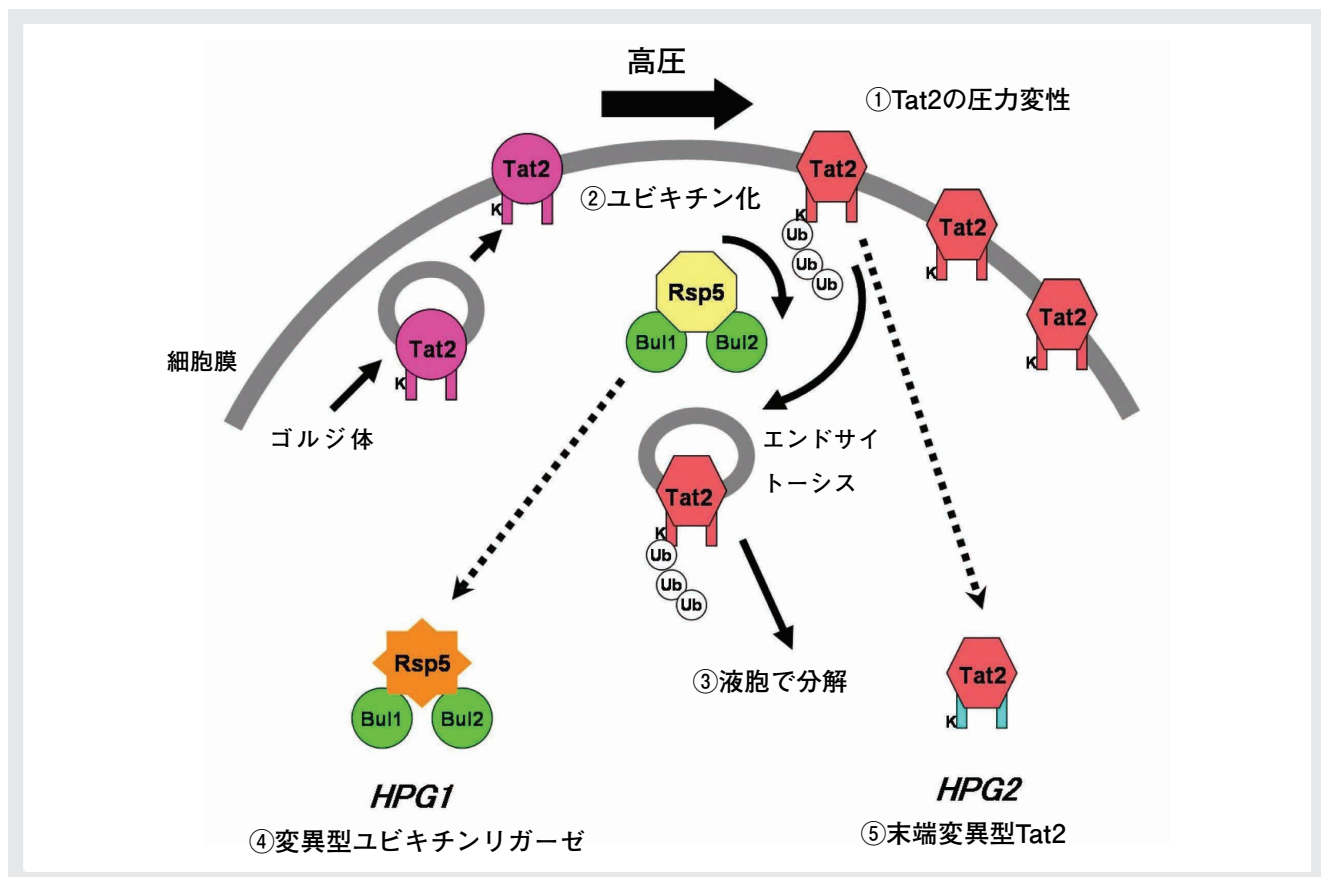 高圧
①Tat2の圧力変性
Tat2
K
②ユビキチン化
Tat2
K
Ub
Ub
Ub
Tat2
K
Tat2
K
Rsp5
Bul1
Bul2
Tat2
K
細胞膜
ゴルジ体
エンドサイ
トーシス
Tat2
K
Ub
Ub
Ub
③液胞で分解
Rsp5
Bul1
Bul2
HPG1
④変異型ユビキチンリガーゼ
Tat2
K
HPG2
⑤末端変異型Tat2